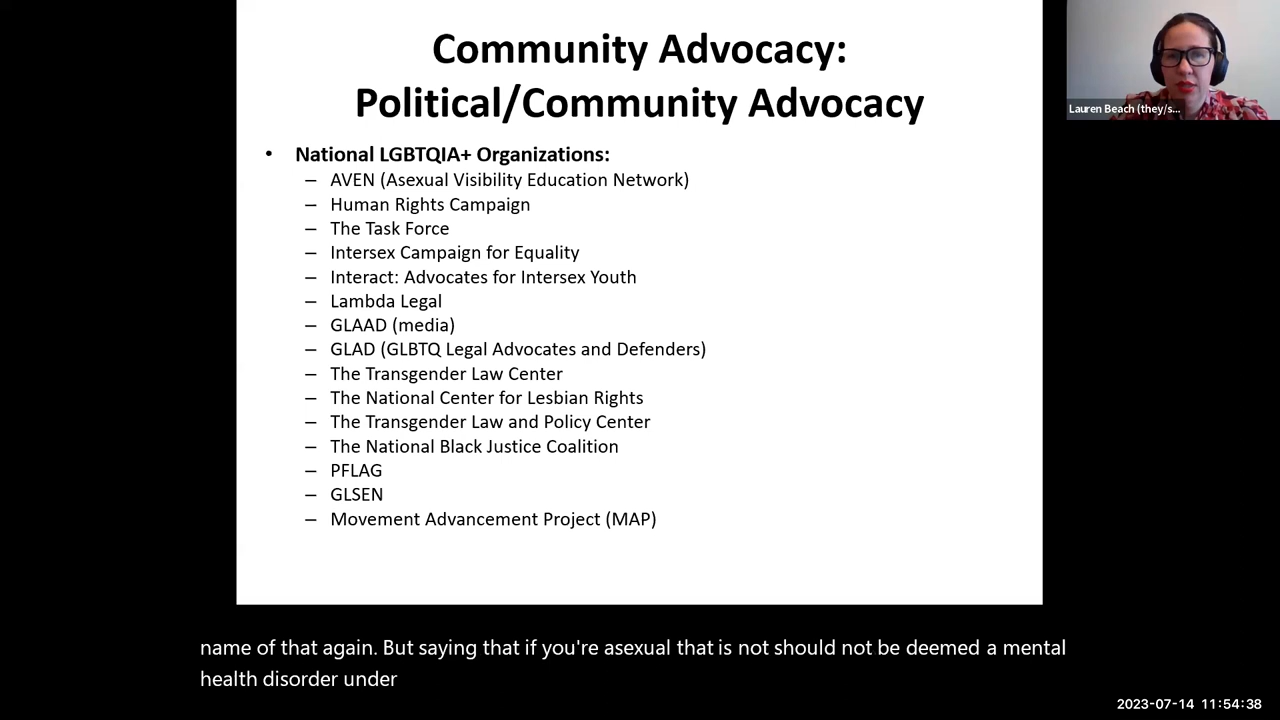 Community Advocacy:
Political/Community Advocacy
• National LGBTQIA+ Organizations:
– AVEN (Asexual Visibility Education Network)
– Human Rights Campaign
– The Task Force
– Intersex Campaign for Equality
– Interact: Advocates for Intersex Youth
– Lambda Legal
– GLAAD (media)
– GLAD (GLBTQ Legal Advocates and Defenders)
– The Transgender Law Center
– The National Center for Lesbian Rights
– The Transgender Law and Policy Center
– The National Black Justice Coalition
– PFLAG
– GLSEN
– Movement Advancement Project (MAP)
Lauren Beach (they/s...
name of that again. But saying that if you're asexual that is not should not be deemed a mental
health disorder under
2023-07-14 11:54:38